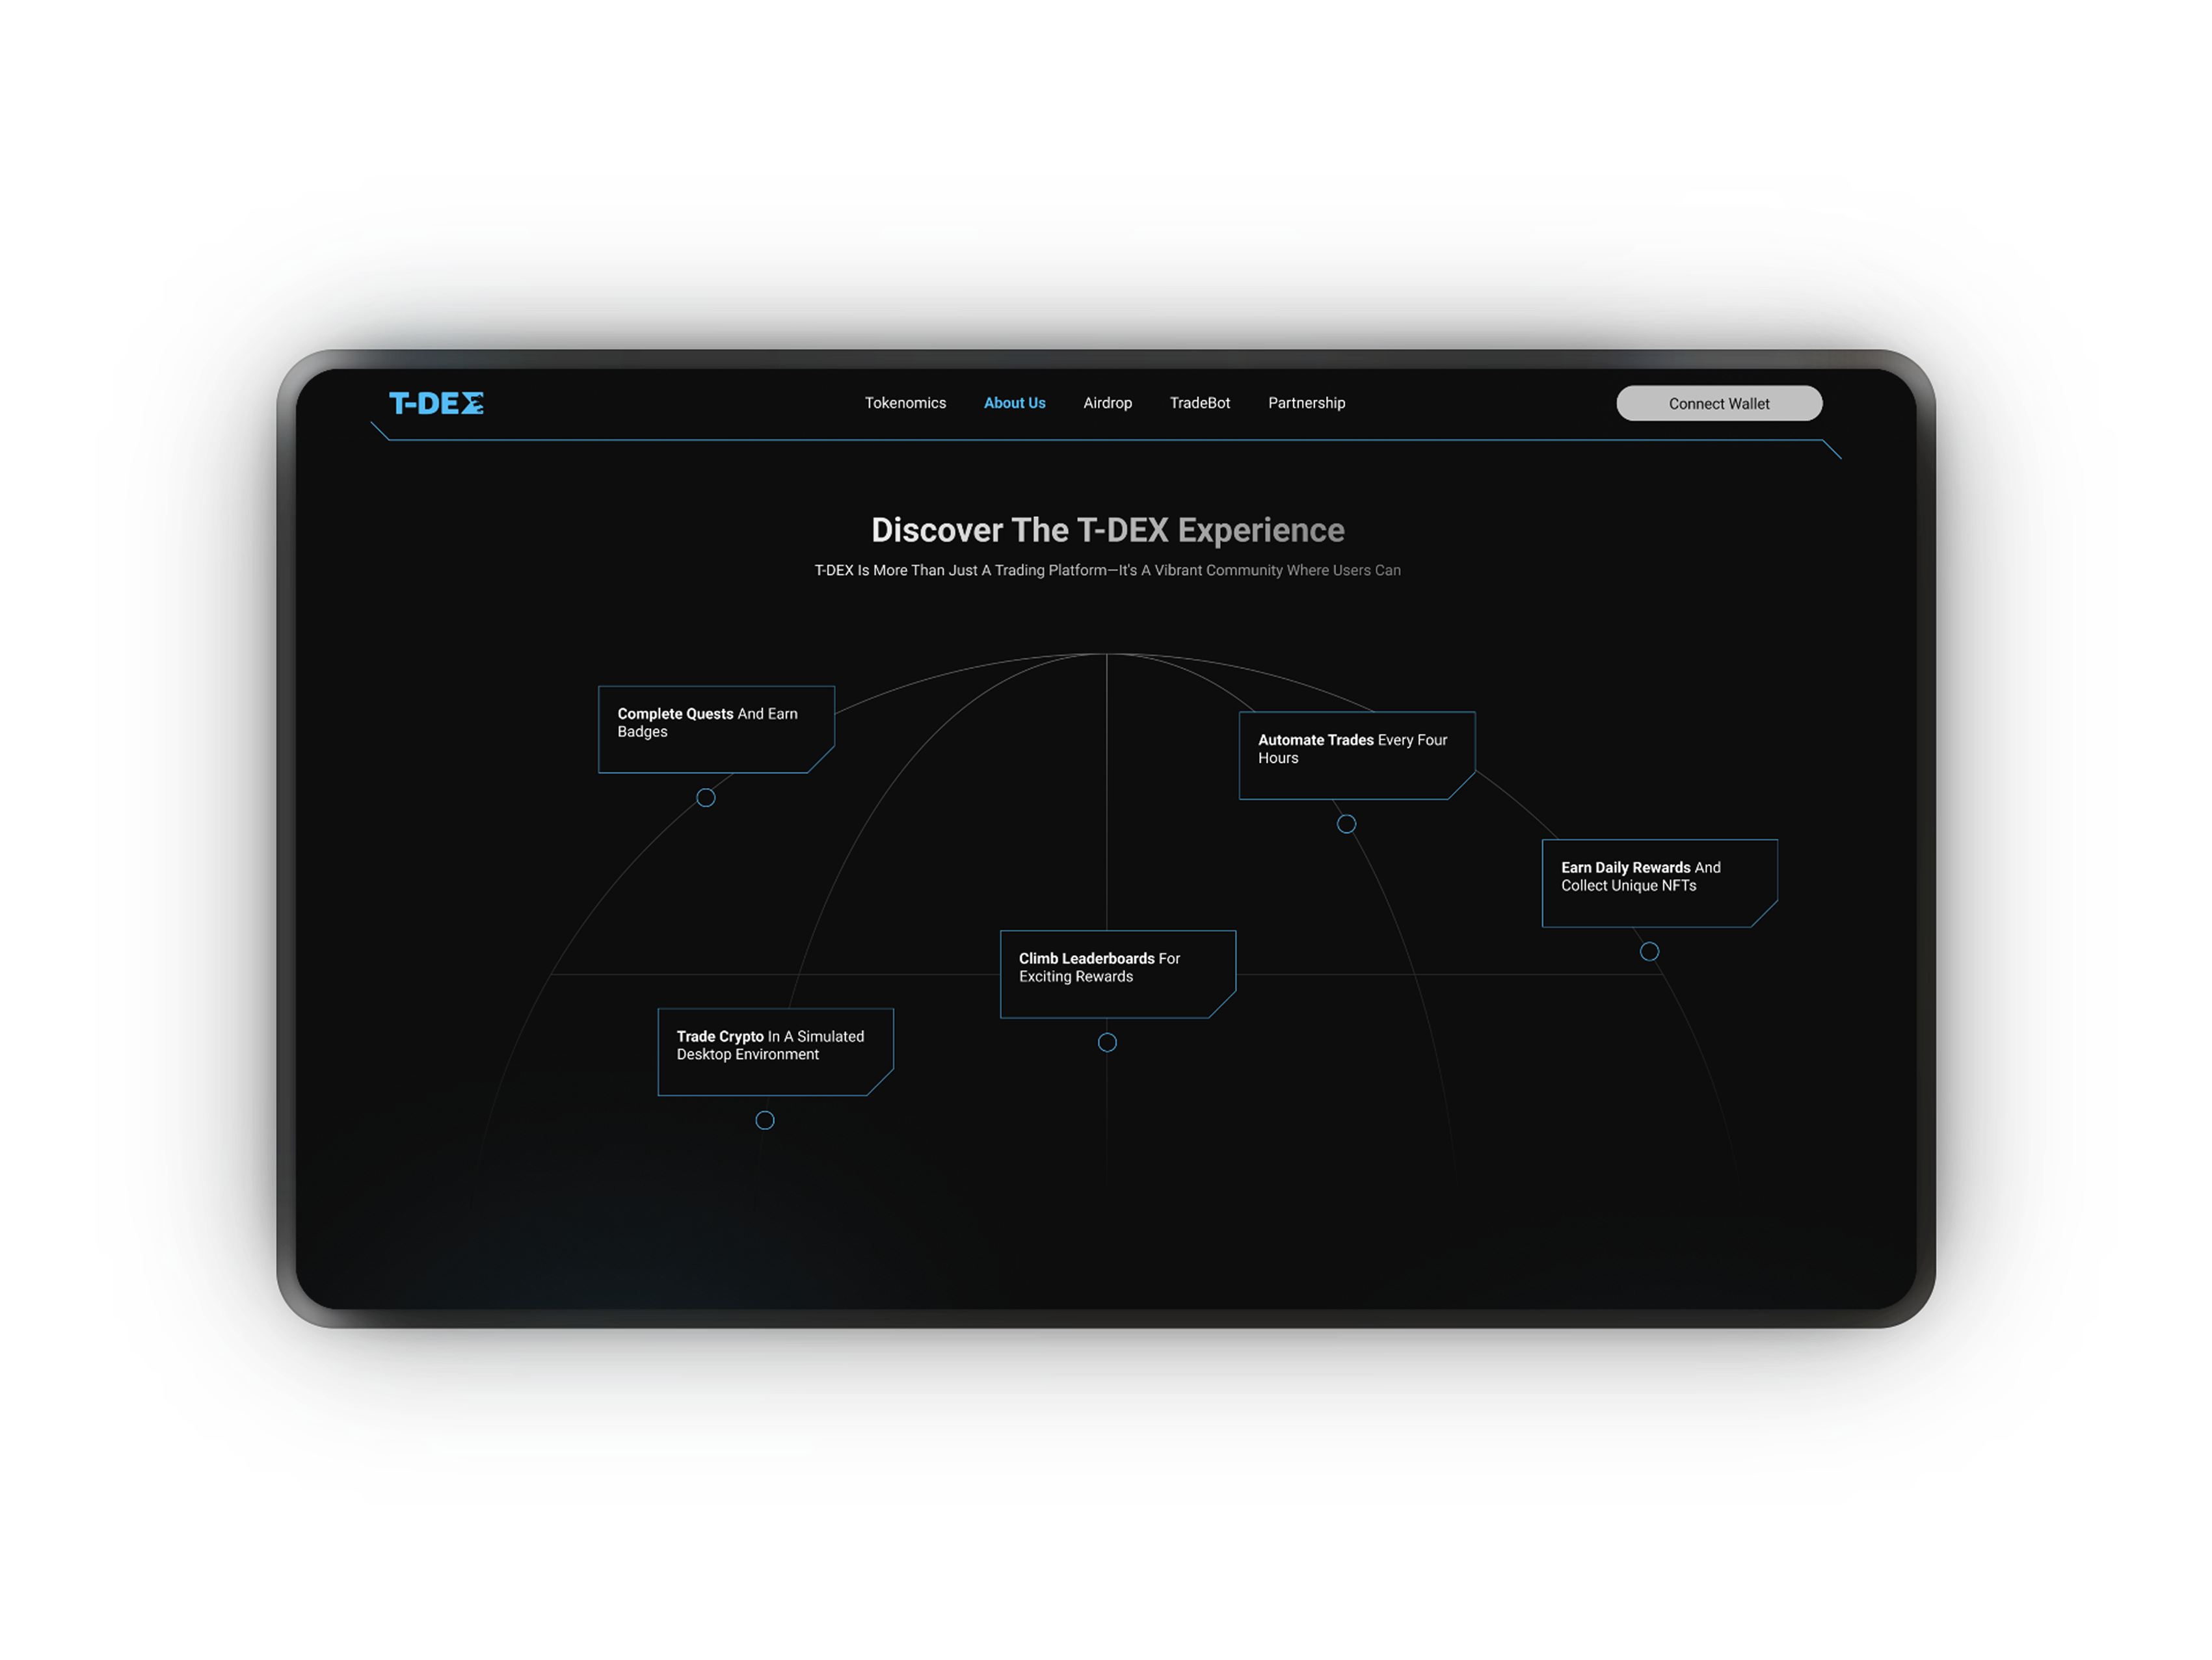 T-DEX
Tokenomics
About Us
Airdrop
TradeBot
Partnership
Connect Wallet
Discover The T-DEX Experience
T-DEX Is More Than Just A Trading Platform—It's A Vibrant Community Where Users Can
Complete Quests And Earn
Badges
Automate Trades Every Four
Hours
Earn Daily Rewards And
Collect Unique NFTs
Climb Leaderboards For
Exciting Rewards
Trade Crypto In A Simulated
Desktop Environment